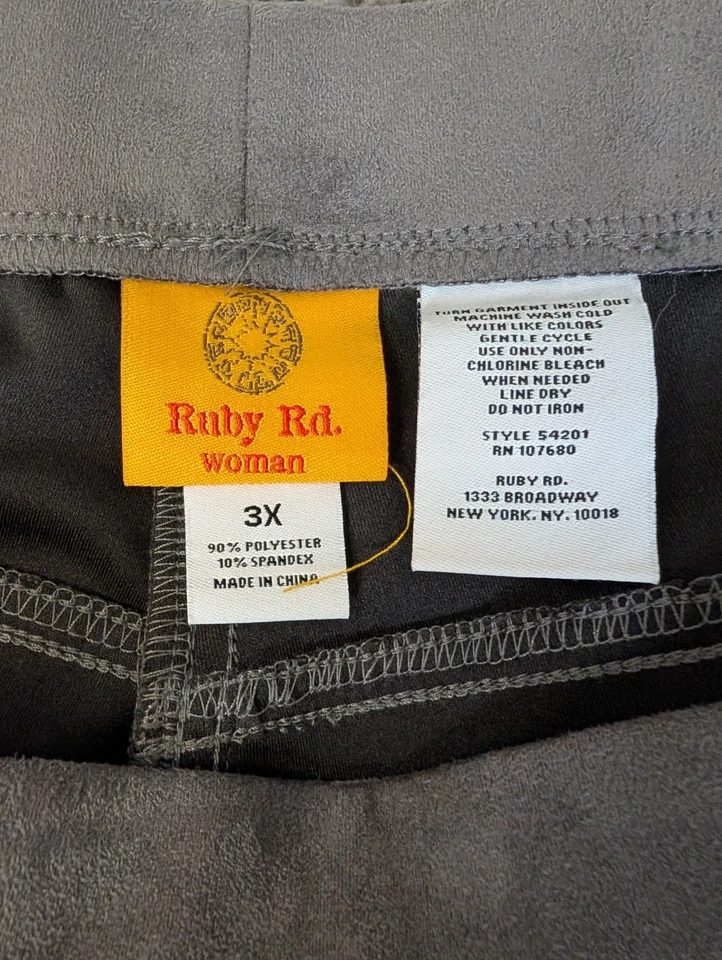 Ruby Rd.
woman
3X
90% POLYESTER
10% SPANDEX
MADE IN CHINA
TURN GARMENT INSIDE OUT
MACHINE WASH COLD
WITH LIKE COLORS
GENTLE CYCLE
USE ONLY NON-
CHLORINE BLEACH
WHEN NEEDED
LINE DRY
DO NOT IRON
STYLE 54201
RN 107680
RUBY RD.
1333 BROADWAY
NEW YORK. NY. 10018